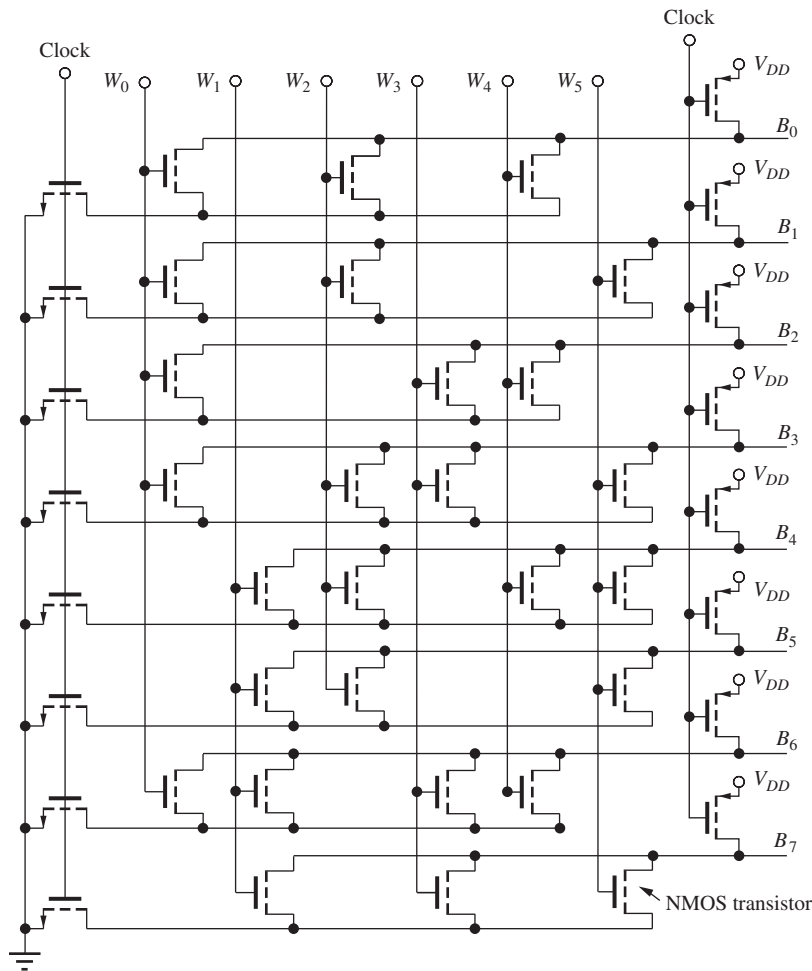 Clock
Clock
W0 W1 W2 W3 W4 W5
VDD
B0
VDD
B1
VDD
B2
VDD
B3
VDD
B4
VDD
B5
VDD
B6
VDD
B7
NMOS transistor